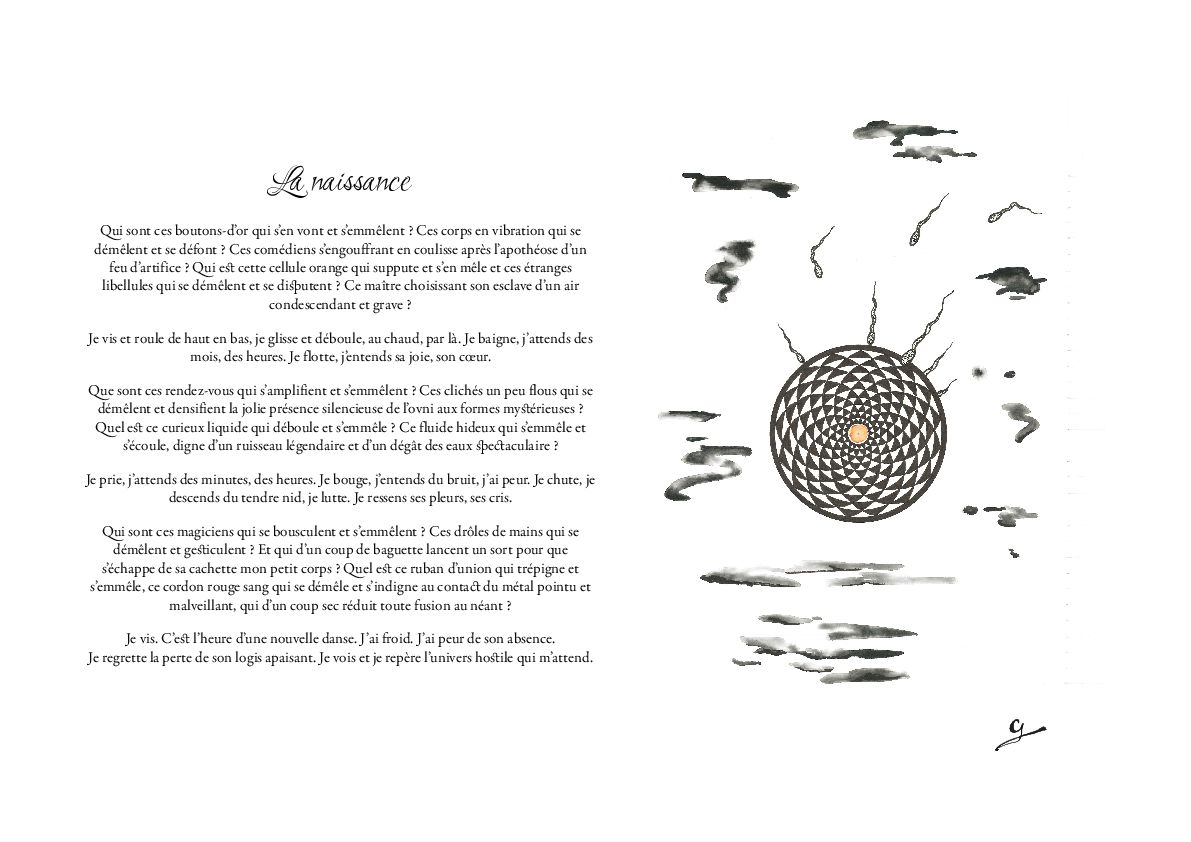 La naissance
Qui sont ces boutons-d'or qui s'en vont et s'emmêlent ? Ces corps en vibration qui se
démêlent et se défont ? Ces comédiens s'engouffrant en coulisse après l'apothéose d'un
feu d'artifice ? Qui est cette cellule orange qui suppute et s'en mêle et ces étranges
libellules qui se démêlent et se disputent ? Ce maître choisissant son esclave d'un air
condescendant et grave ?
Je vis et roule de haut en bas, je glisse et déboule, au chaud, par là. Je baigne, j'attends des
mois, des heures. Je flotte, j'entends sa joie, son cœur.
Que sont ces rendez-vous qui s'amplifient et s'emmêlent ? Ces clichés un peu flous qui se
démêlent et densifient la jolie présence silencieuse de l'ovni aux formes mystérieuses ?
Quel est ce curieux liquide qui déboule et s'emmêle ? Ce fluide hideux qui s'emmêle et
s'écoule, digne d'un ruisseau légendaire et d'un dégât des eaux spectaculaire ?
Je prie, j'attends des minutes, des heures. Je bouge, j'entends du bruit, j'ai peur. Je chute, je
descends du tendre nid, je lutte. Je ressens ses pleurs, ses cris.
Qui sont ces magiciens qui se bousculent et s'emmêlent ? Ces drôles de mains qui se
démêlent et gesticulent ? Et qui d'un coup de baguette lancent un sort pour que
s'échappe de sa cachette mon petit corps ? Quel est ce ruban d'union qui trépigne et
s'emmêle, ce cordon rouge sang qui se démêle et s'indigne au contact du métal pointu et
malveillant, qui d'un coup sec réduit toute fusion au néant ?
Je vis. C'est l'heure d'une nouvelle danse. J'ai froid. J'ai peur de son absence.
Je regrette la perte de son logis apaisant. Je vois et je repère l'univers hostile qui m'attend.